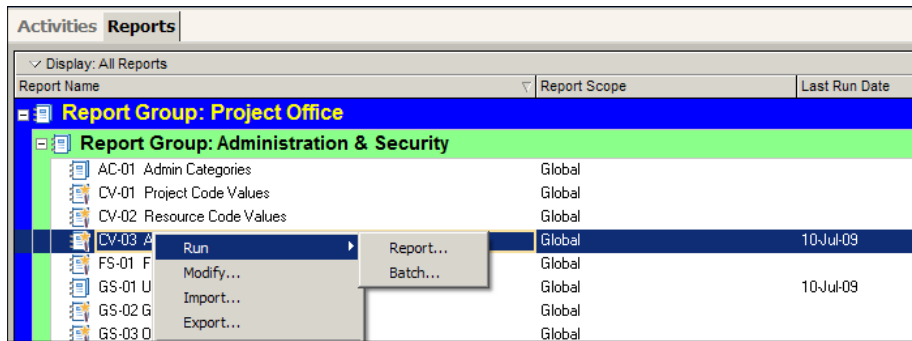 Activities Reports
Display: All Reports
Report Name Report Scope Last Run Date
Report Group: Project Office
Report Group: Administration & Security
AC-01 Admin Categories Global
CV-01 Project Code Values Global
CV-02 Resource Code Values Global
CV-03 A Global 10-Jul-09
Run Report...
FS-01 F Global
Modify... Batch...
GS-01 U Global 10-Jul-09
Import...
GS-02 G Global
Export...
GS-03 O Global